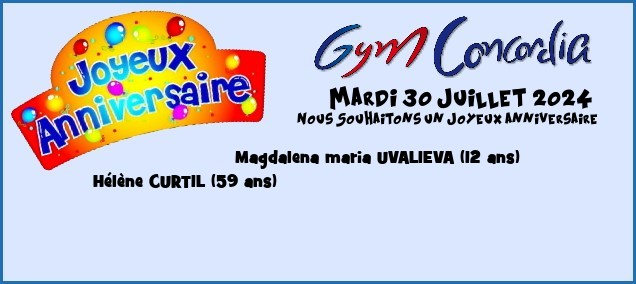 Joyeux
Anniversaire
Gym Concordia
Mardi 30 Juillet 2024
Nous souhaitons un joyeux anniversaire
Magdalena maria UVALIEVA (12 ans)
Hélène CURTIL (59 ans)